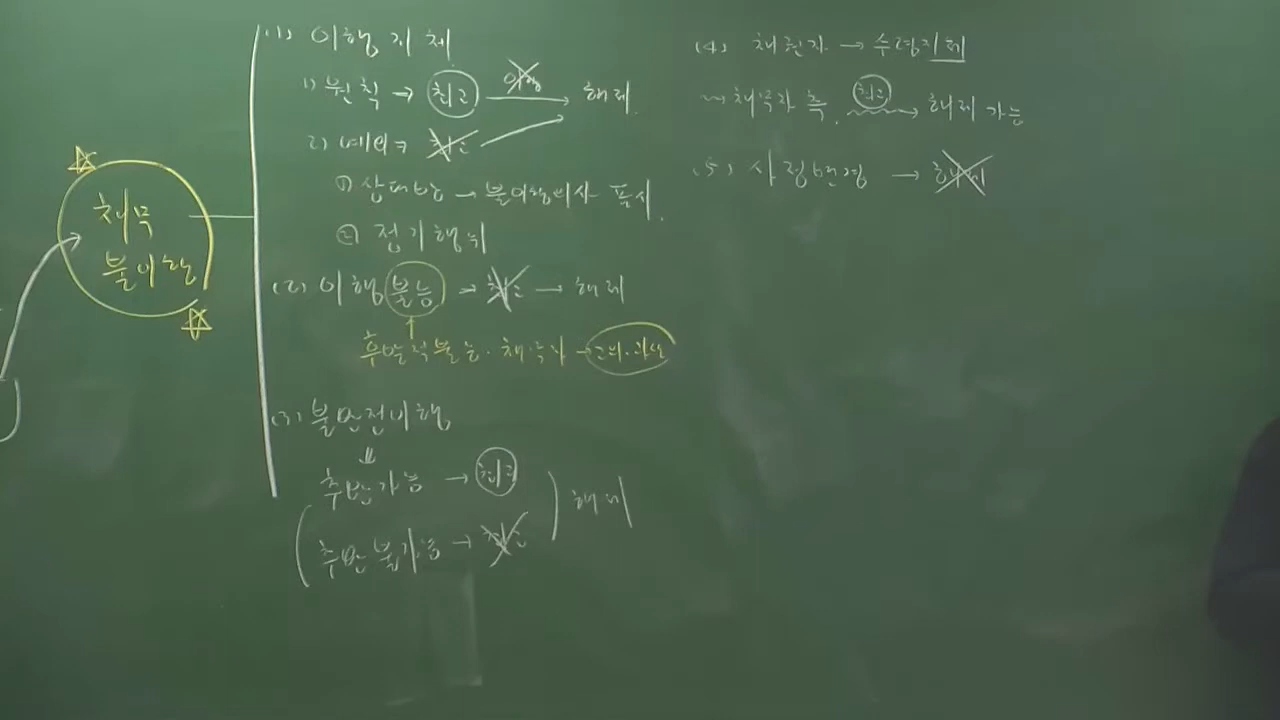 채무
불이행
(1) 이행지체
1) 원칙 → 최고 이행 → 해제
2) 예외 → 최고
① 상대방 → 불이행의사 표시
② 정기행위
(2) 이행불능 → 최고 → 해제
후발적불능. 채무자 → 고의.과실
(3) 불완전이행
↓
추완가능 → 최고
추완 불가능 → 최고
해제
(4) 채권자 → 수령지체
채무자 측 최고 → 해제 가능
(5) 사정변경 → 해제